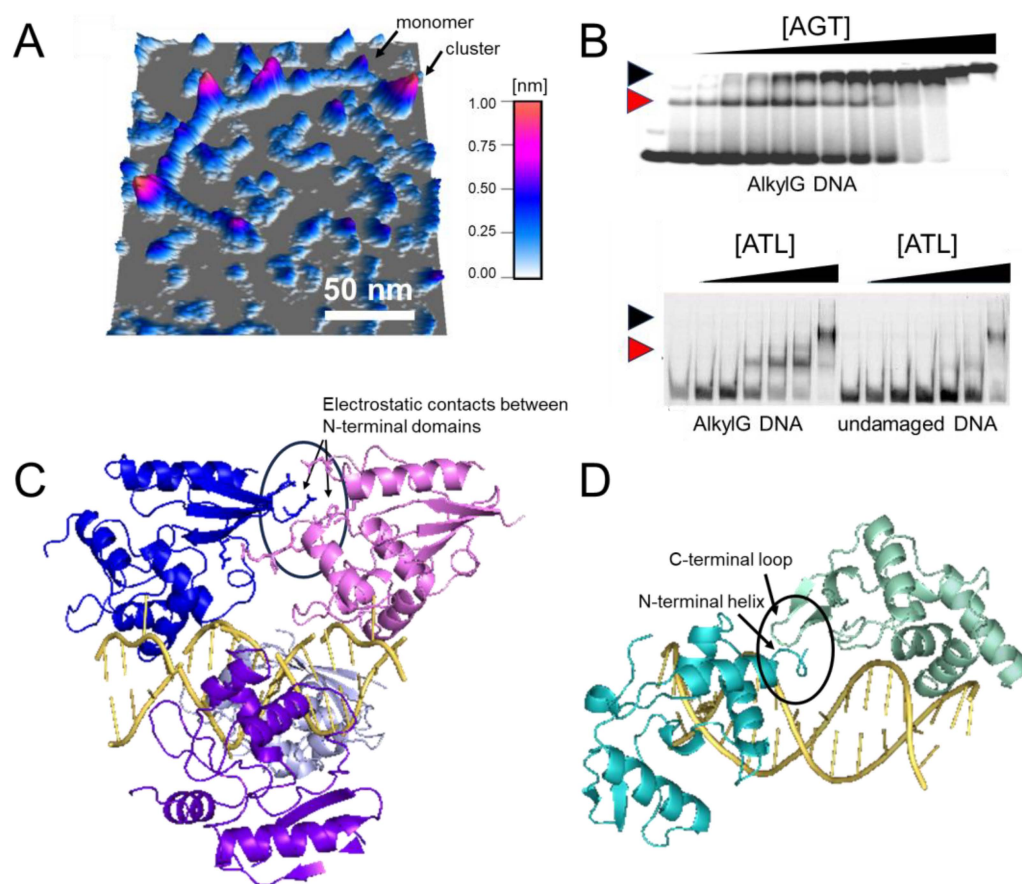 A
monomer
cluster
[nm]
1.00
0.75
0.50
0.25
0.00
50 nm
B
[AGT]
AlkylG DNA
[ATL]
[ATL]
AlkylG DNA
undamaged DNA
C
Electrostatic contacts between
N-terminal domains
D
C-terminal loop
N-terminal helix